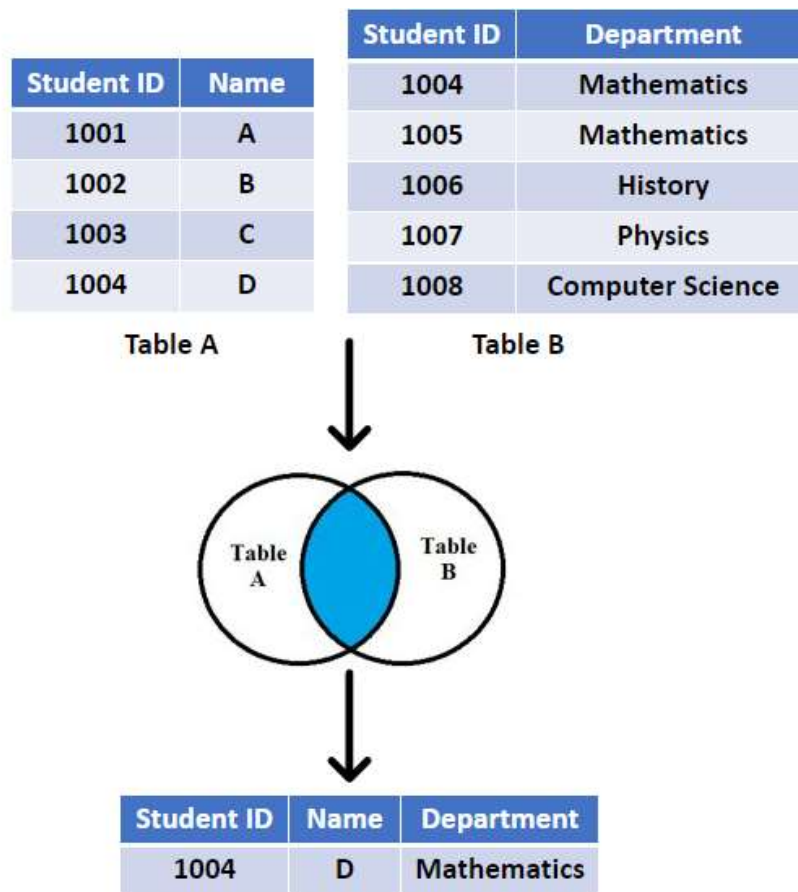 Student ID Name
1001 A
1002 B
1003 C
1004 D
Table A
Student ID Department
1004 Mathematics
1005 Mathematics
1006 History
1007 Physics
1008 Computer Science
Table B
Table
A
Table
B
Student ID Name Department
1004 D Mathematics